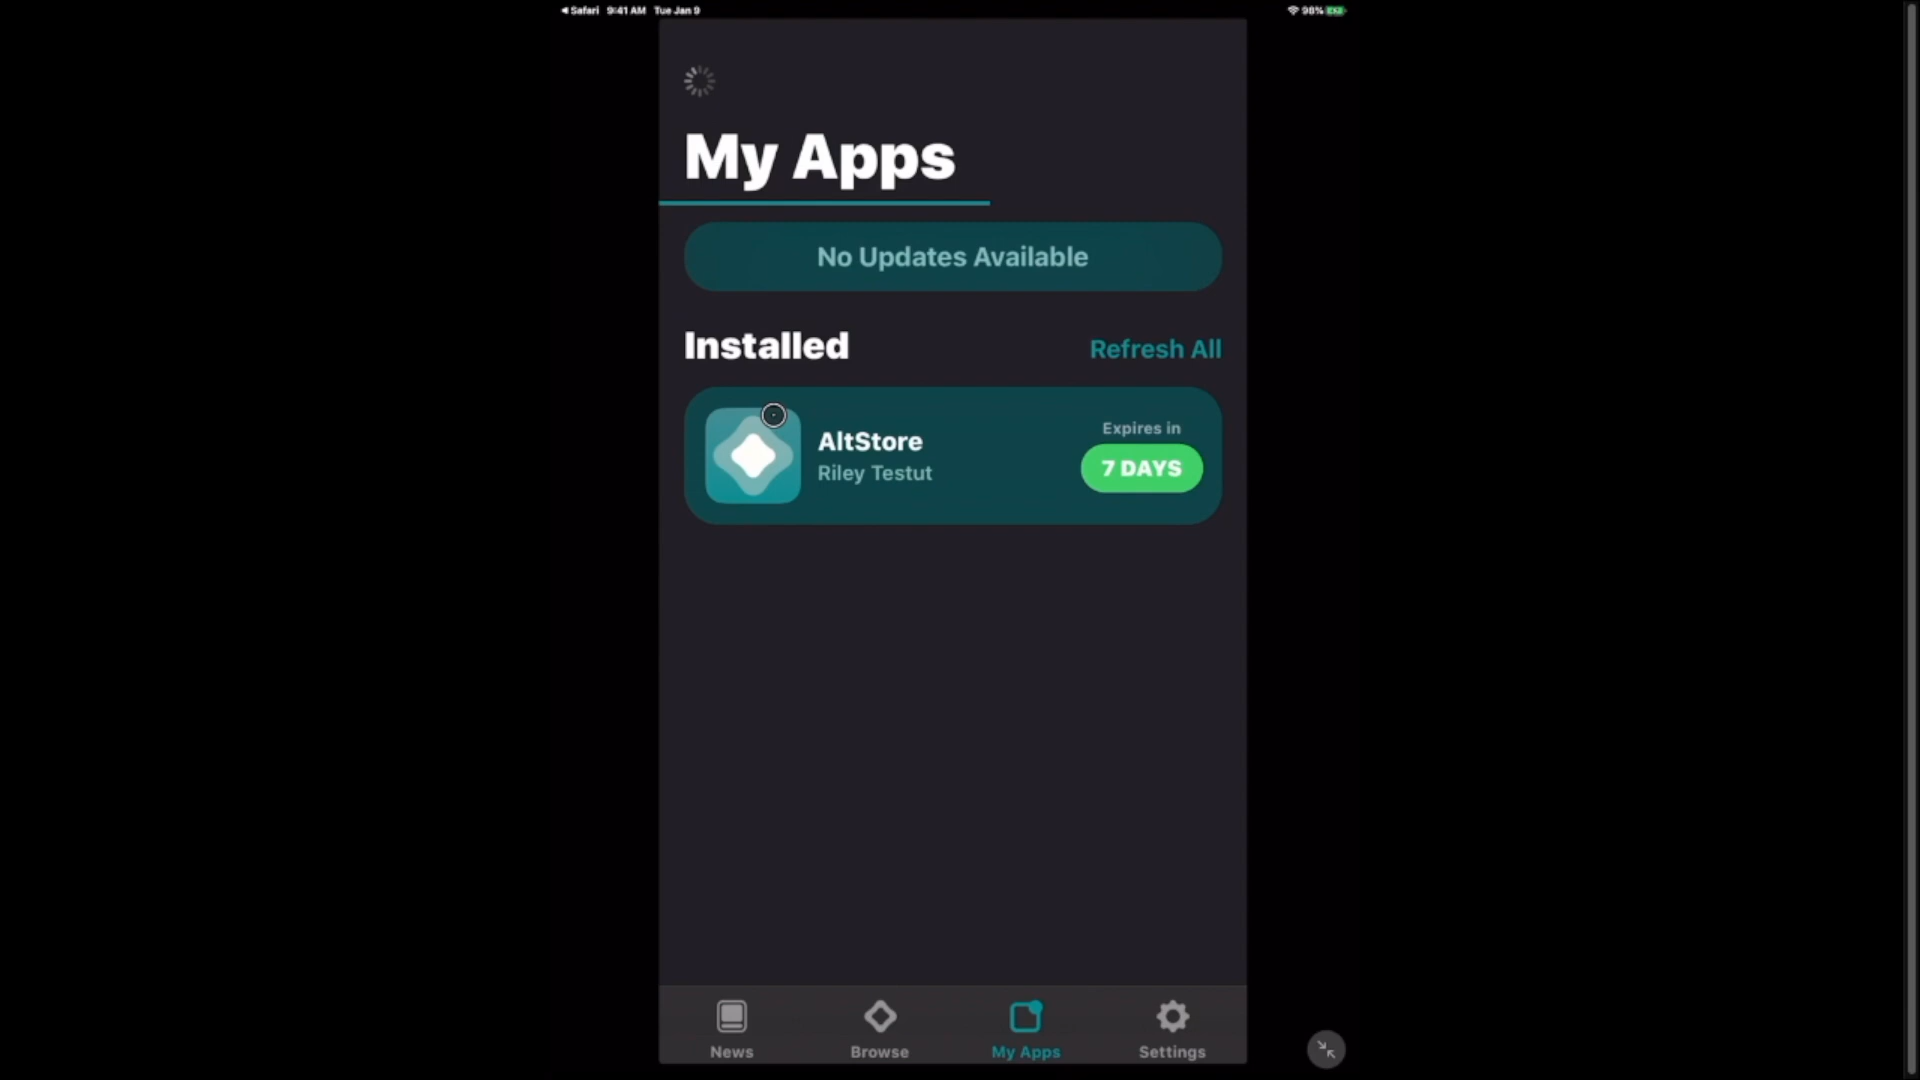 Safari 9:41 AM Tue Jan 9
98%
My Apps
No Updates Available
Installed
Refresh All
AltStore
Riley Testut
Expires in
7 DAYS
News
Browse
My Apps
Settings